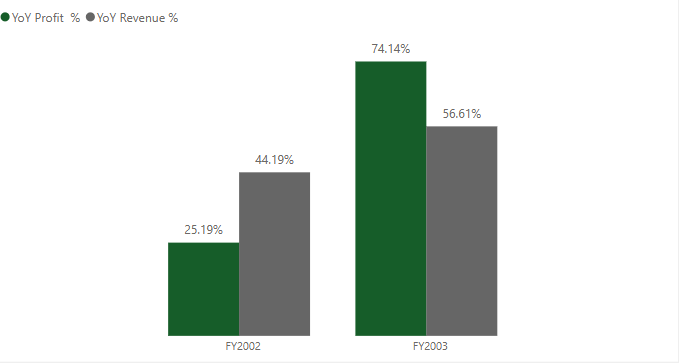 YoY Profit % YoY Revenue %
74.14%
56.61%
44.19%
25.19%
FY2002 FY2003